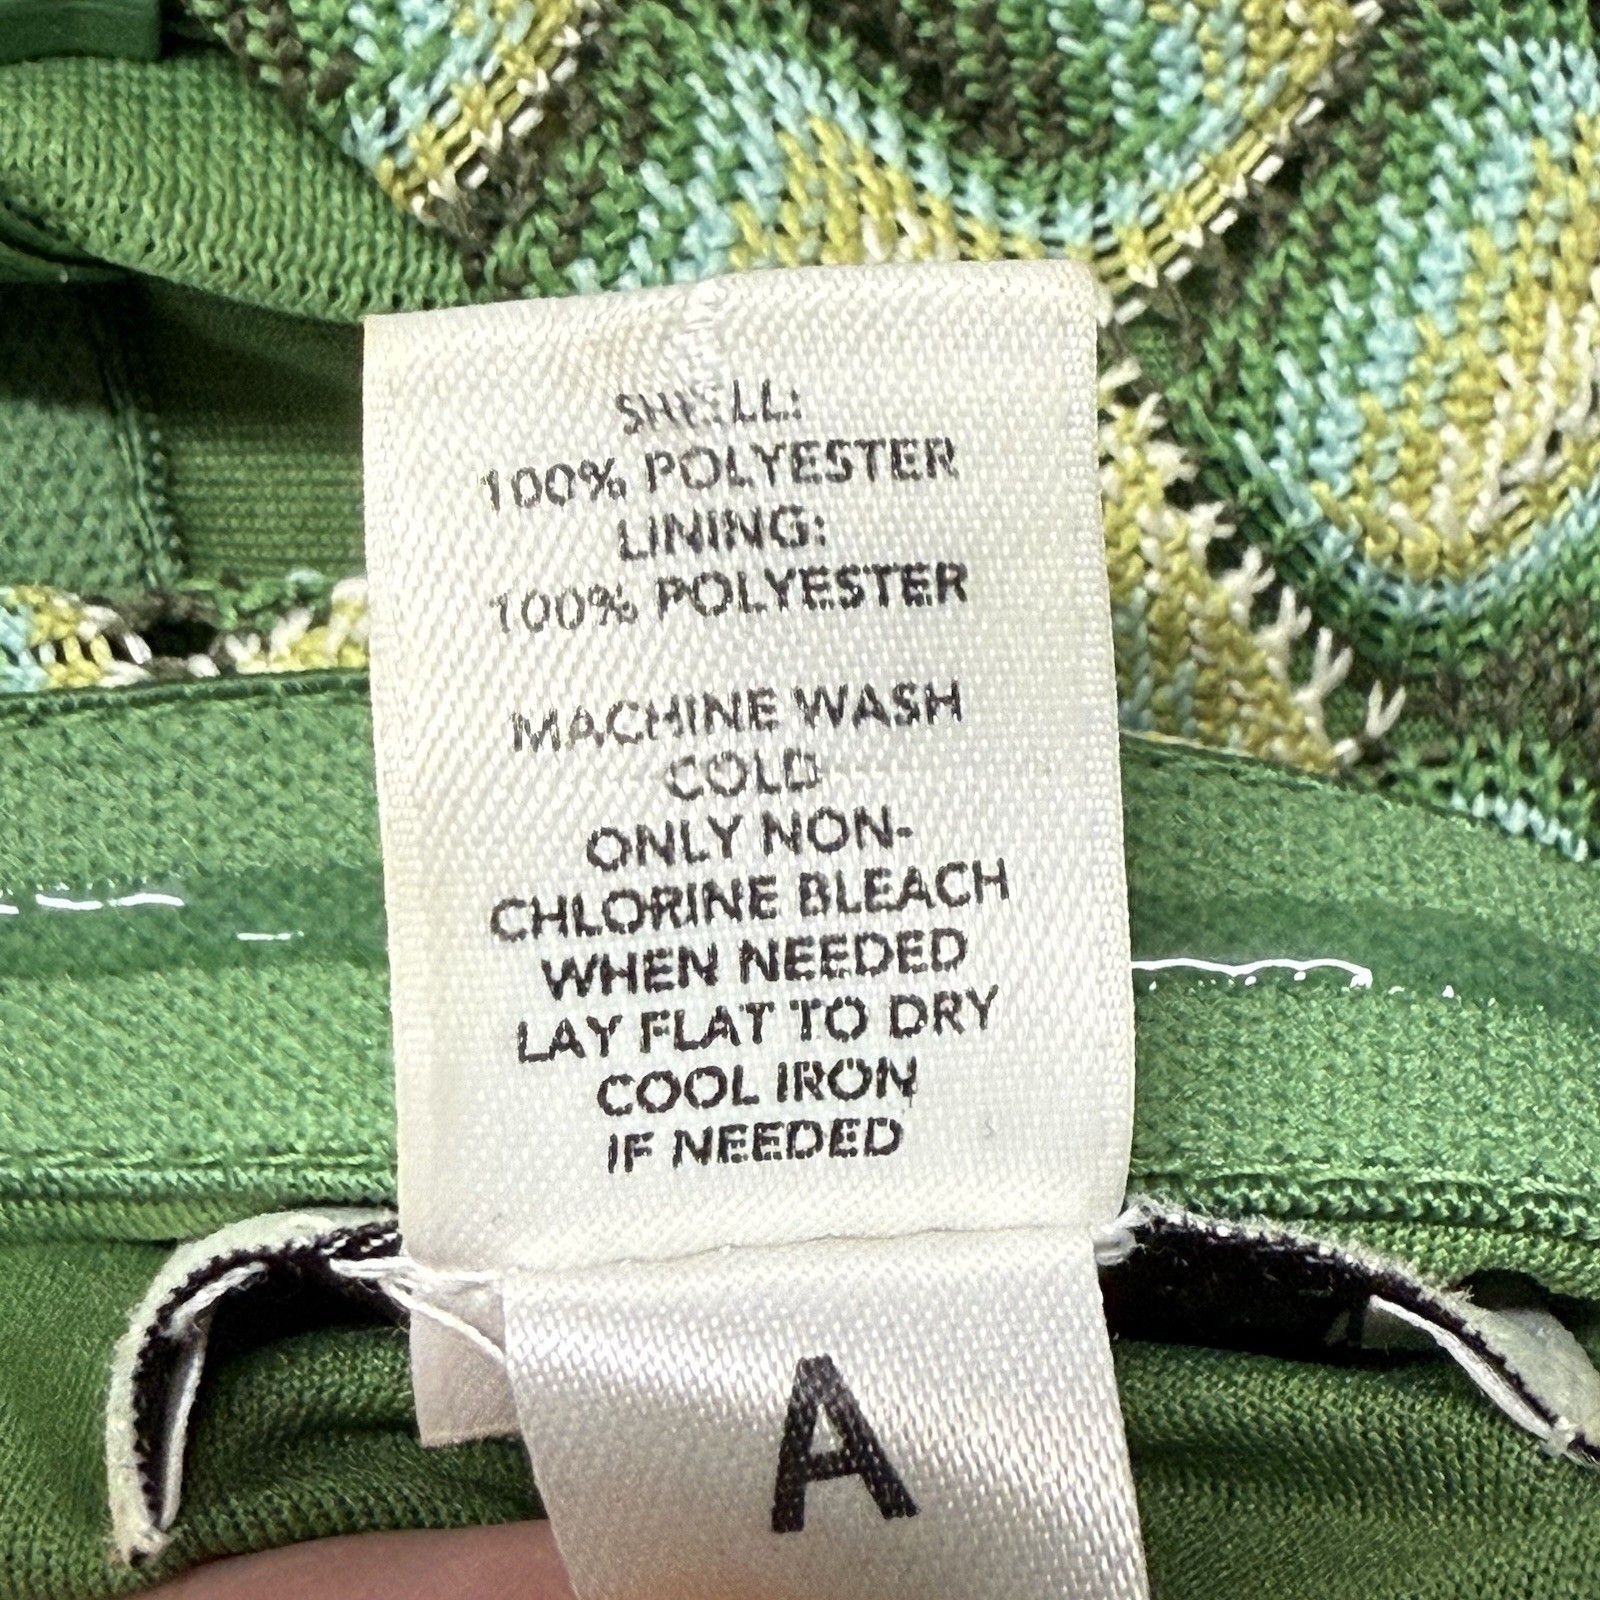 SHELL:
100% POLYESTER
LINING:
100% POLYESTER
MACHINE WASH
COLD
ONLY NON-
CHLORINE BLEACH
WHEN NEEDED
LAY FLAT TO DRY
COOL IRON
IF NEEDED
A